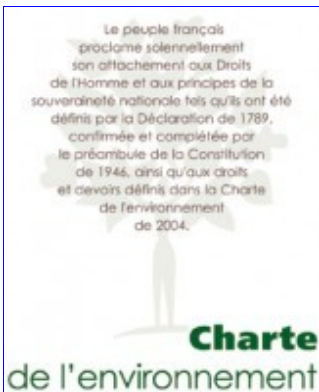 Le peuple français
proclame solennellement
son attachement aux Droits
de l'Homme et aux principes de la
souveraineté nationale tels qu'ils ont été
définis par la Déclaration de 1789,
confirmée et complétée par
le préambule de la Constitution
de 1946, ainsi qu'aux droits
et devoirs définis dans la Charte
de l'environnement
de 2004.
Charte
de l'environnement